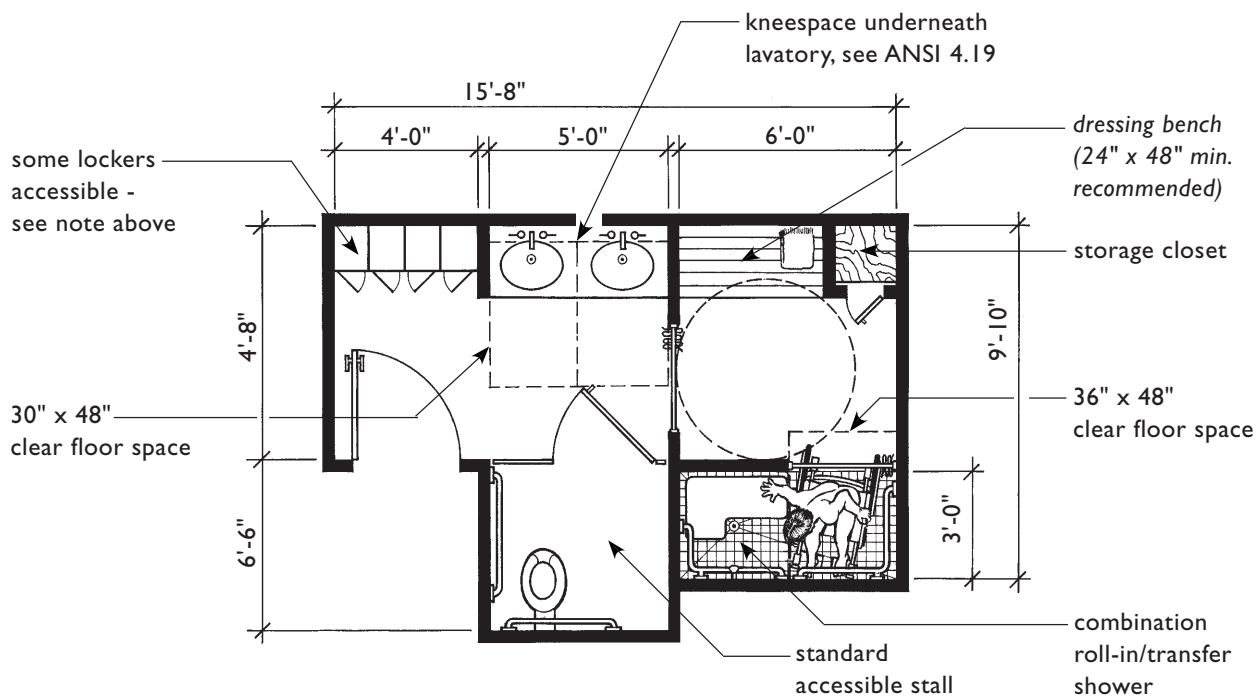 kneespace underneath
lavatory, see ANSI 4.19
15'-8"
4'-0"
5'-0"
6'-0"
some lockers
accessible -
see note above
dressing bench
(24" x 48" min.
recommended)
storage closet
4'-8"
9'-10"
30" x 48"
clear floor space
36" x 48"
clear floor space
6'-6"
3'-0"
standard
accessible stall
combination
roll-in/transfer
shower